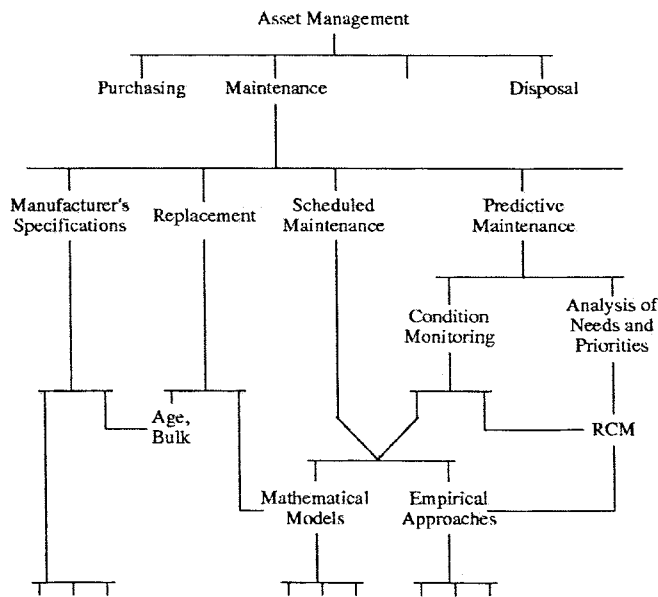 Asset Management
Purchasing
Maintenance
Disposal
Manufacturer's
Specifications
Replacement
Scheduled
Maintenance
Predictive
Maintenance
Condition
Monitoring
Analysis of
Needs and
Priorities
Age,
Bulk
RCM
Mathematical
Models
Empirical
Approaches